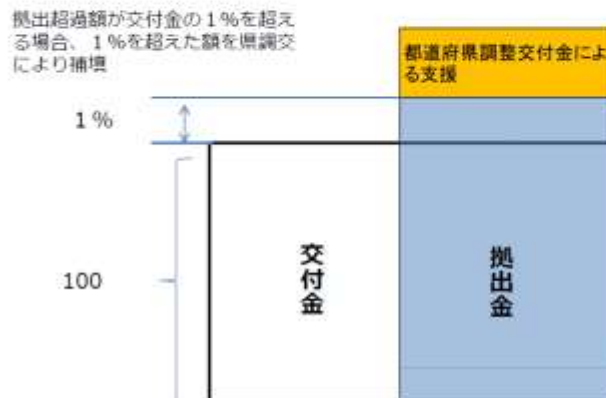 拠出超過額が交付金の１%を超え
る場合、１%を超えた額を県調交
により補填
都道府県調整交付金によ
る支援
1％
100
交付金
拠出金